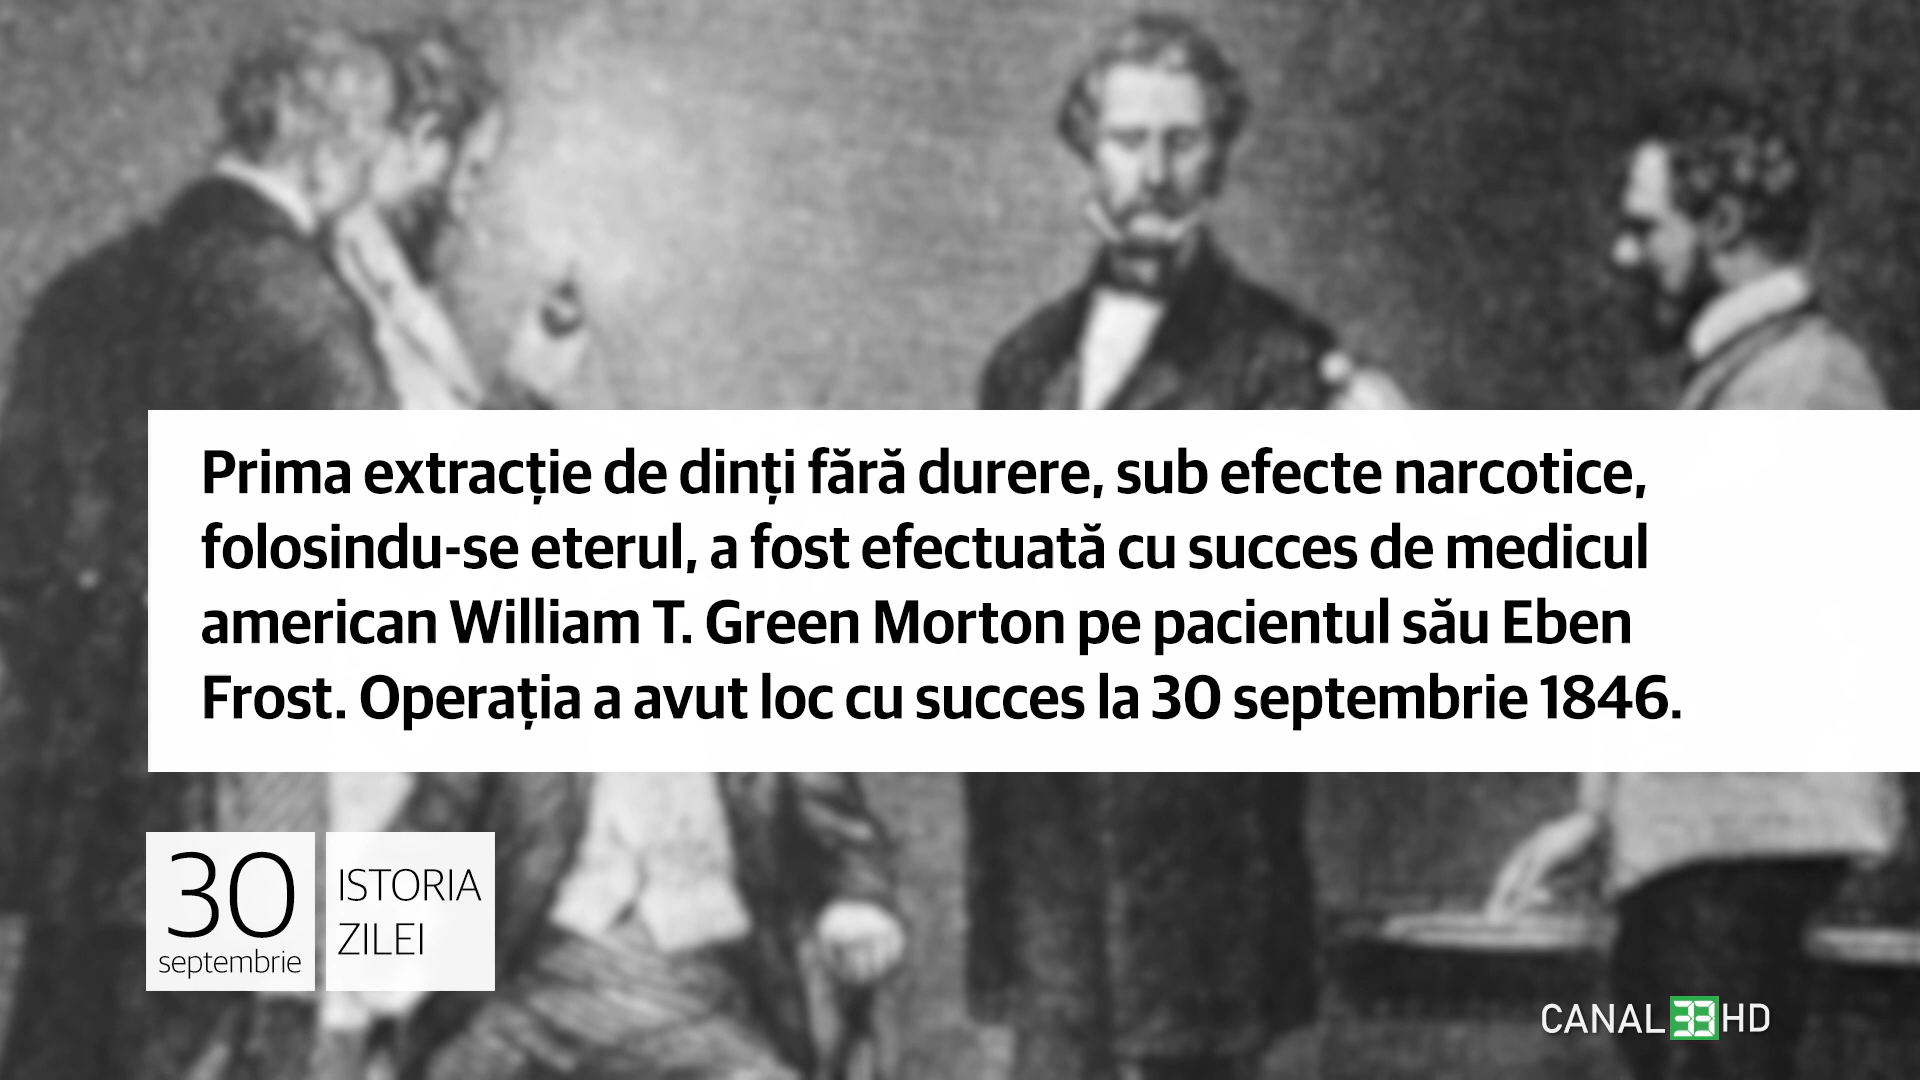 Prima extracție de dinți fără durere, sub efecte narcotice,
folosindu-se eterul, a fost efectuată cu succes de medicul
american William T. Green Morton pe pacientul său Eben
Frost. Operația a avut loc cu succes la 30 septembrie 1846.
30
septembrie
ISTORIA
ZILEI
CANAL 33 HD